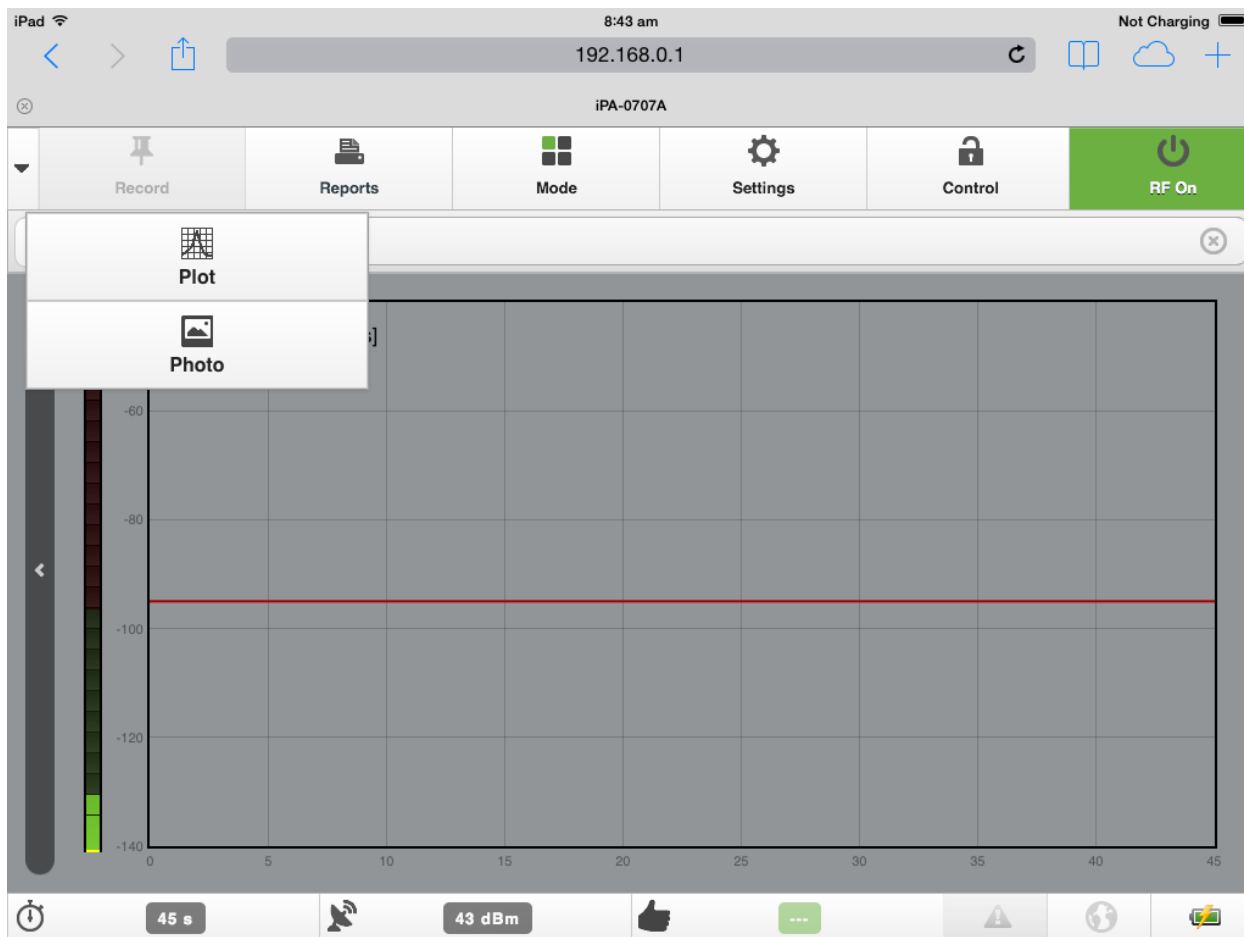 iPad 8:43 am Not Charging
192.168.0.1
iPA-0707A
Record Reports Mode Settings Control RF On
Plot
Photo
s]
-60
-80
-100
-120
-140
0 5 10 15 20 25 30 35 40 45
45 s 43 dBm ---